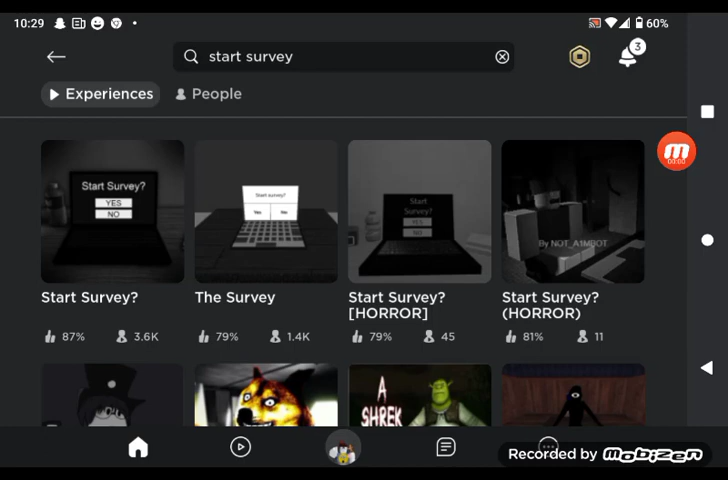 10:29
60%
start survey
3
Experiences
People
00:00
Start Survey?
YES
NO
Start survey?
Yes
No
Start
Survey?
YES
NO
By NOT_A1MBOT
Start Survey?
The Survey
Start Survey?
[HORROR]
Start Survey?
(HORROR)
87%
3.6K
79%
1.4K
79%
45
81%
11
A
SHREK
Recorded by mobizen